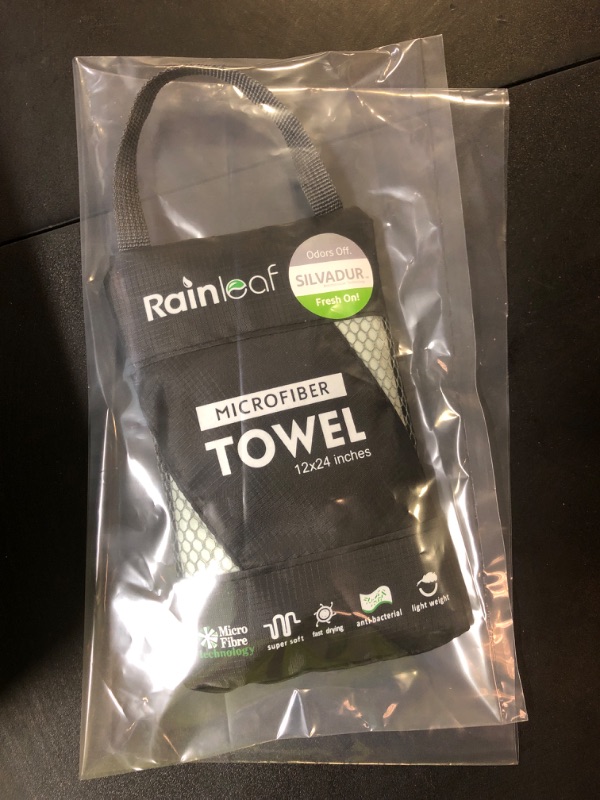 Rainleaf
Odors Off.
SILVADUR™
Fresh On!
MICROFIBER
TOWEL
12x24 inches
Micro
Fibre
technology
super soft
fast drying
anti-bacterial
light weight